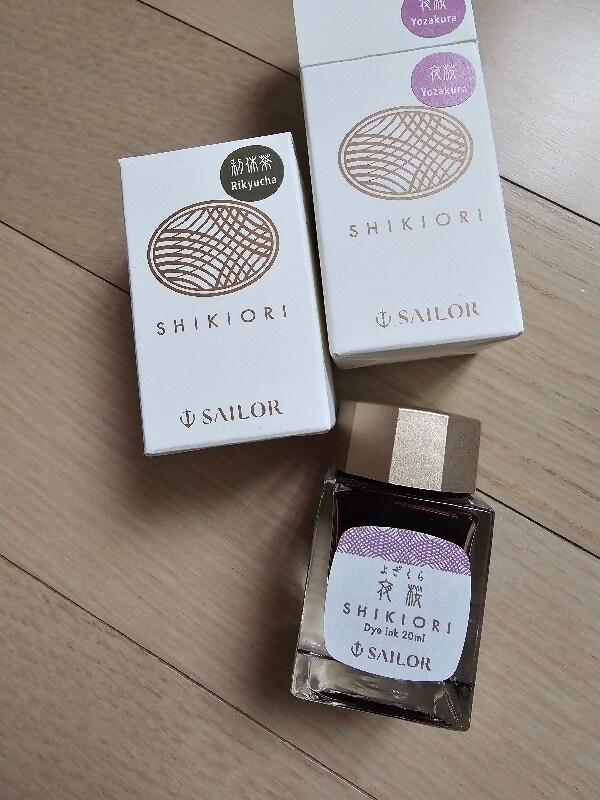 利休茶
Rikyucha
SHIKIORI
SAILOR
夜桜
Yozakura
夜桜
Yozakura
SHIKIORI
SAILOR
よざくら
夜桜
SHIKIORI
Dye ink 20ml
SAILOR